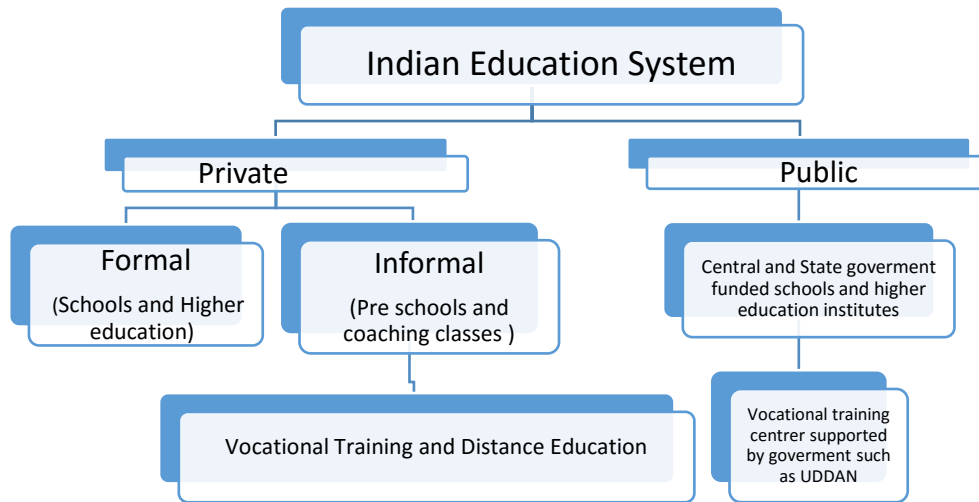 Indian Education System
Private
Public
Formal
(Schools and Higher
education)
Informal
(Pre schools and
coaching classes )
Central and State goverment
funded schools and higher
education institutes
Vocational Training and Distance Education
Vocational training
centrer supported
by goverment such
as UDDAN